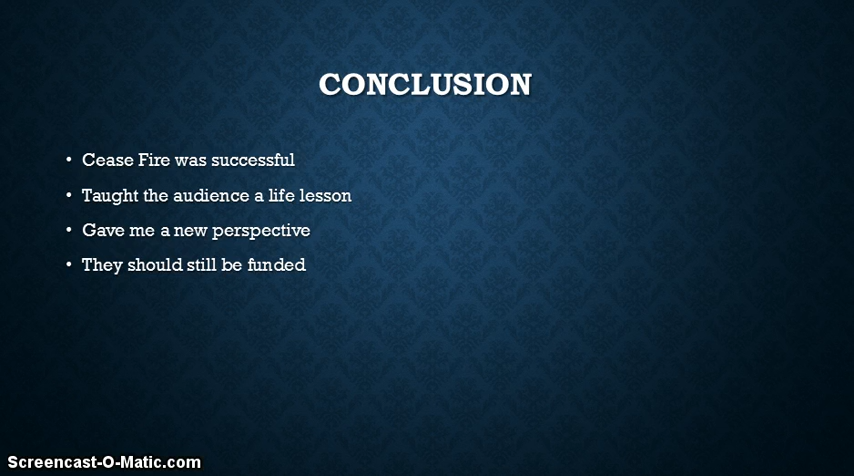 CONCLUSION
• Cease Fire was successful
• Taught the audience a life lesson
• Gave me a new perspective
• They should still be funded
Screencast-O-Matic.com